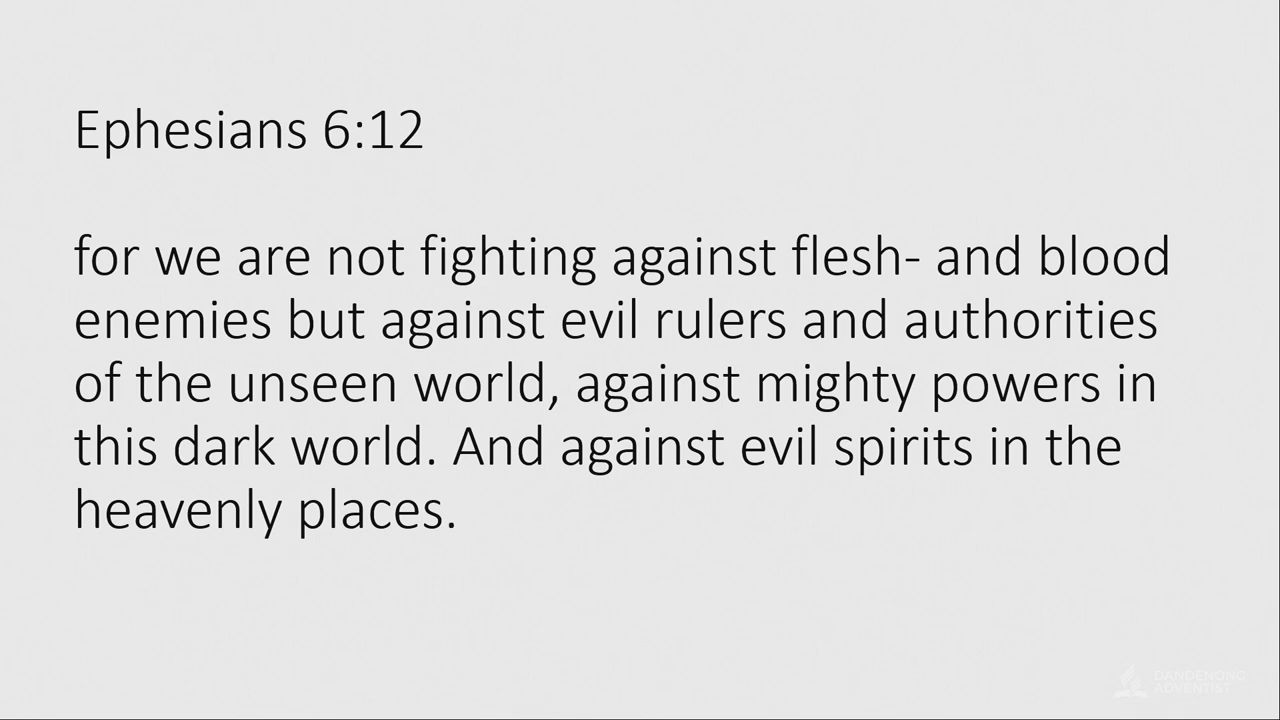 Ephesians 6:12
for we are not fighting against flesh- and blood
enemies but against evil rulers and authorities
of the unseen world, against mighty powers in
this dark world. And against evil spirits in the
heavenly places.
DANDENONG
ADVENTIST